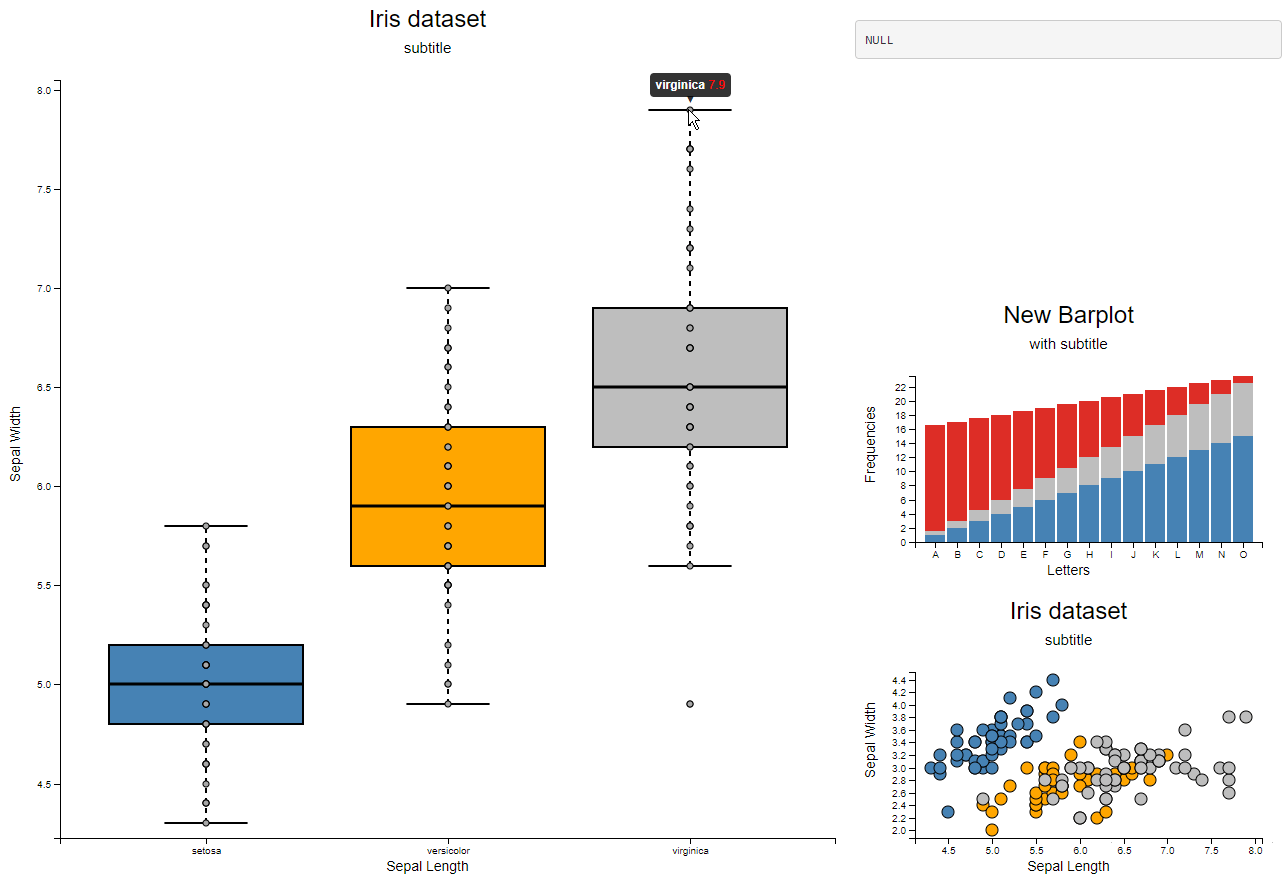 Iris dataset
subtitle
virginica 7.9
8.0
7.5
7.0
6.5
6.0
5.5
5.0
4.5
Sepal Width
setosa versicolor virginica
Sepal Length
NULL
New Barplot
with subtitle
22
20
18
16
14
12
10
8
6
4
2
0
Frequencies
A B C D E F G H I J K L M N O
Letters
Iris dataset
subtitle
4.4
4.2
4.0
3.8
3.6
3.4
3.2
3.0
2.8
2.6
2.4
2.2
2.0
Sepal Width
4.5 5.0 5.5 6.0 6.5 7.0 7.5 8.0
Sepal Length